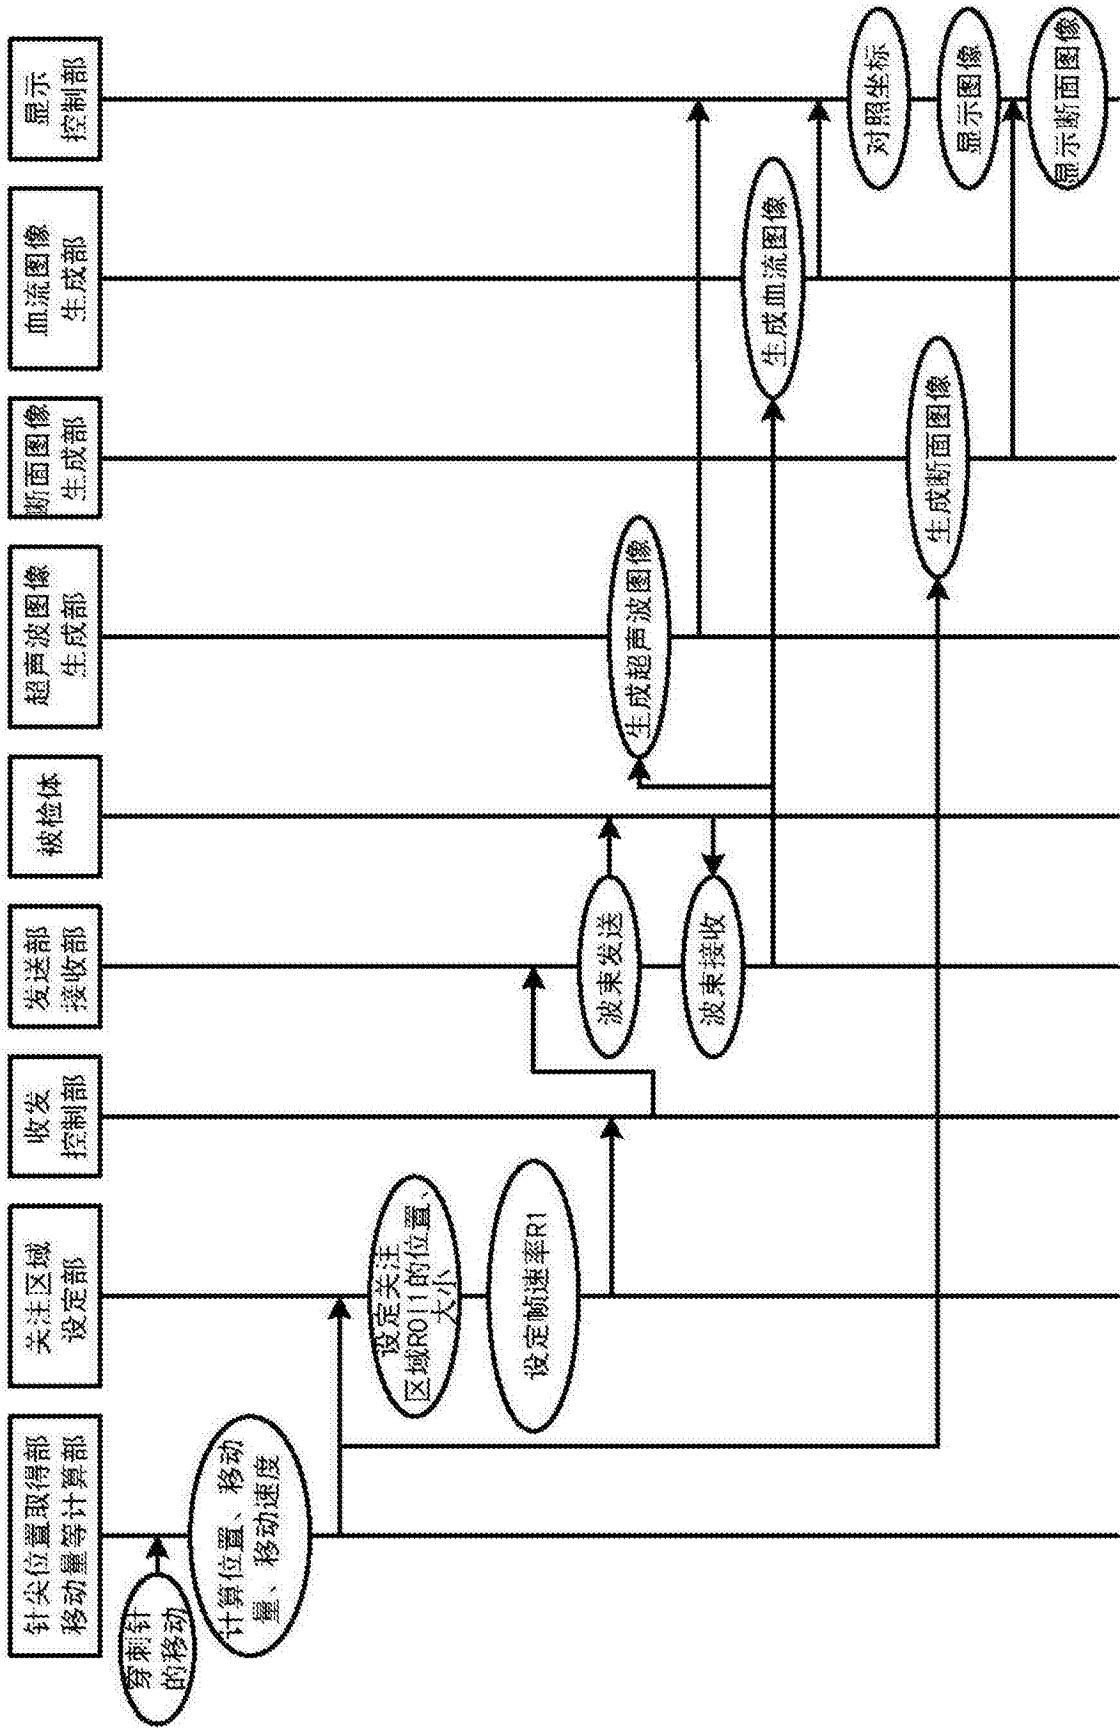 针尖位置取得部
移动量等计算部
关注区域
设定部
收发
控制部
发送部
接收部
被检体
超声波图像
生成部
断面图像
生成部
血流图像
生成部
显示
控制部
穿刺针
的移动
计算位置、移动
量、移动速度
设定关注
区域ROI1的位置、
大小
设定帧速率R1
波束发送
波束接收
生成超声波图像
生成血流图像
生成断面图像
对照坐标
显示图像
显示断面图像